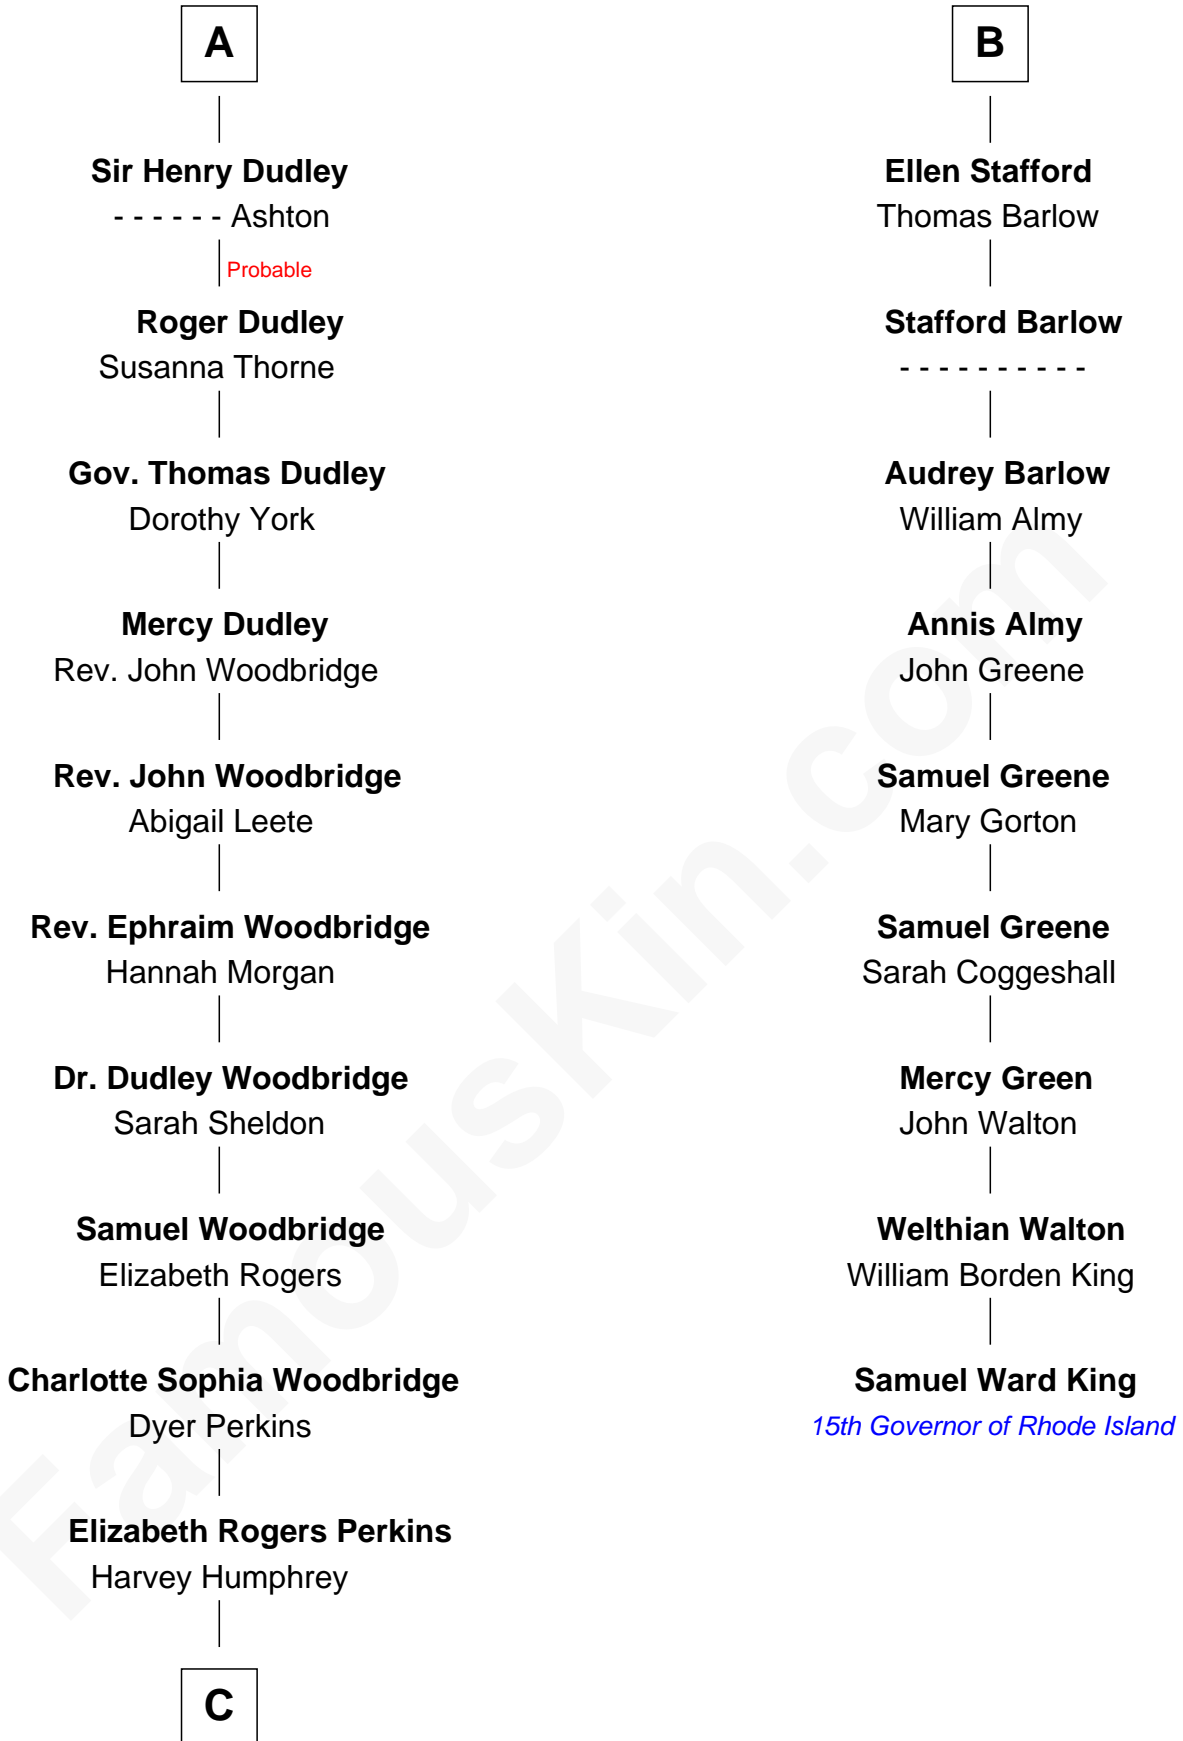 A
Sir Henry Dudley
- - - - - - Ashton
Probable
Roger Dudley
Susanna Thorne
Gov. Thomas Dudley
Dorothy York
Mercy Dudley
Rev. John Woodbridge
Rev. John Woodbridge
Abigail Leete
Rev. Ephraim Woodbridge
Hannah Morgan
Dr. Dudley Woodbridge
Sarah Sheldon
Samuel Woodbridge
Elizabeth Rogers
Charlotte Sophia Woodbridge
Dyer Perkins
Elizabeth Rogers Perkins
Harvey Humphrey
C
B
Ellen Stafford
Thomas Barlow
Stafford Barlow
- - - - - - - - - -
Audrey Barlow
William Almy
Annis Almy
John Greene
Samuel Greene
Mary Gorton
Samuel Greene
Sarah Coggeshall
Mercy Green
John Walton
Welthian Walton
William Borden King
Samuel Ward King
15th Governor of Rhode Island
FamousKin.com